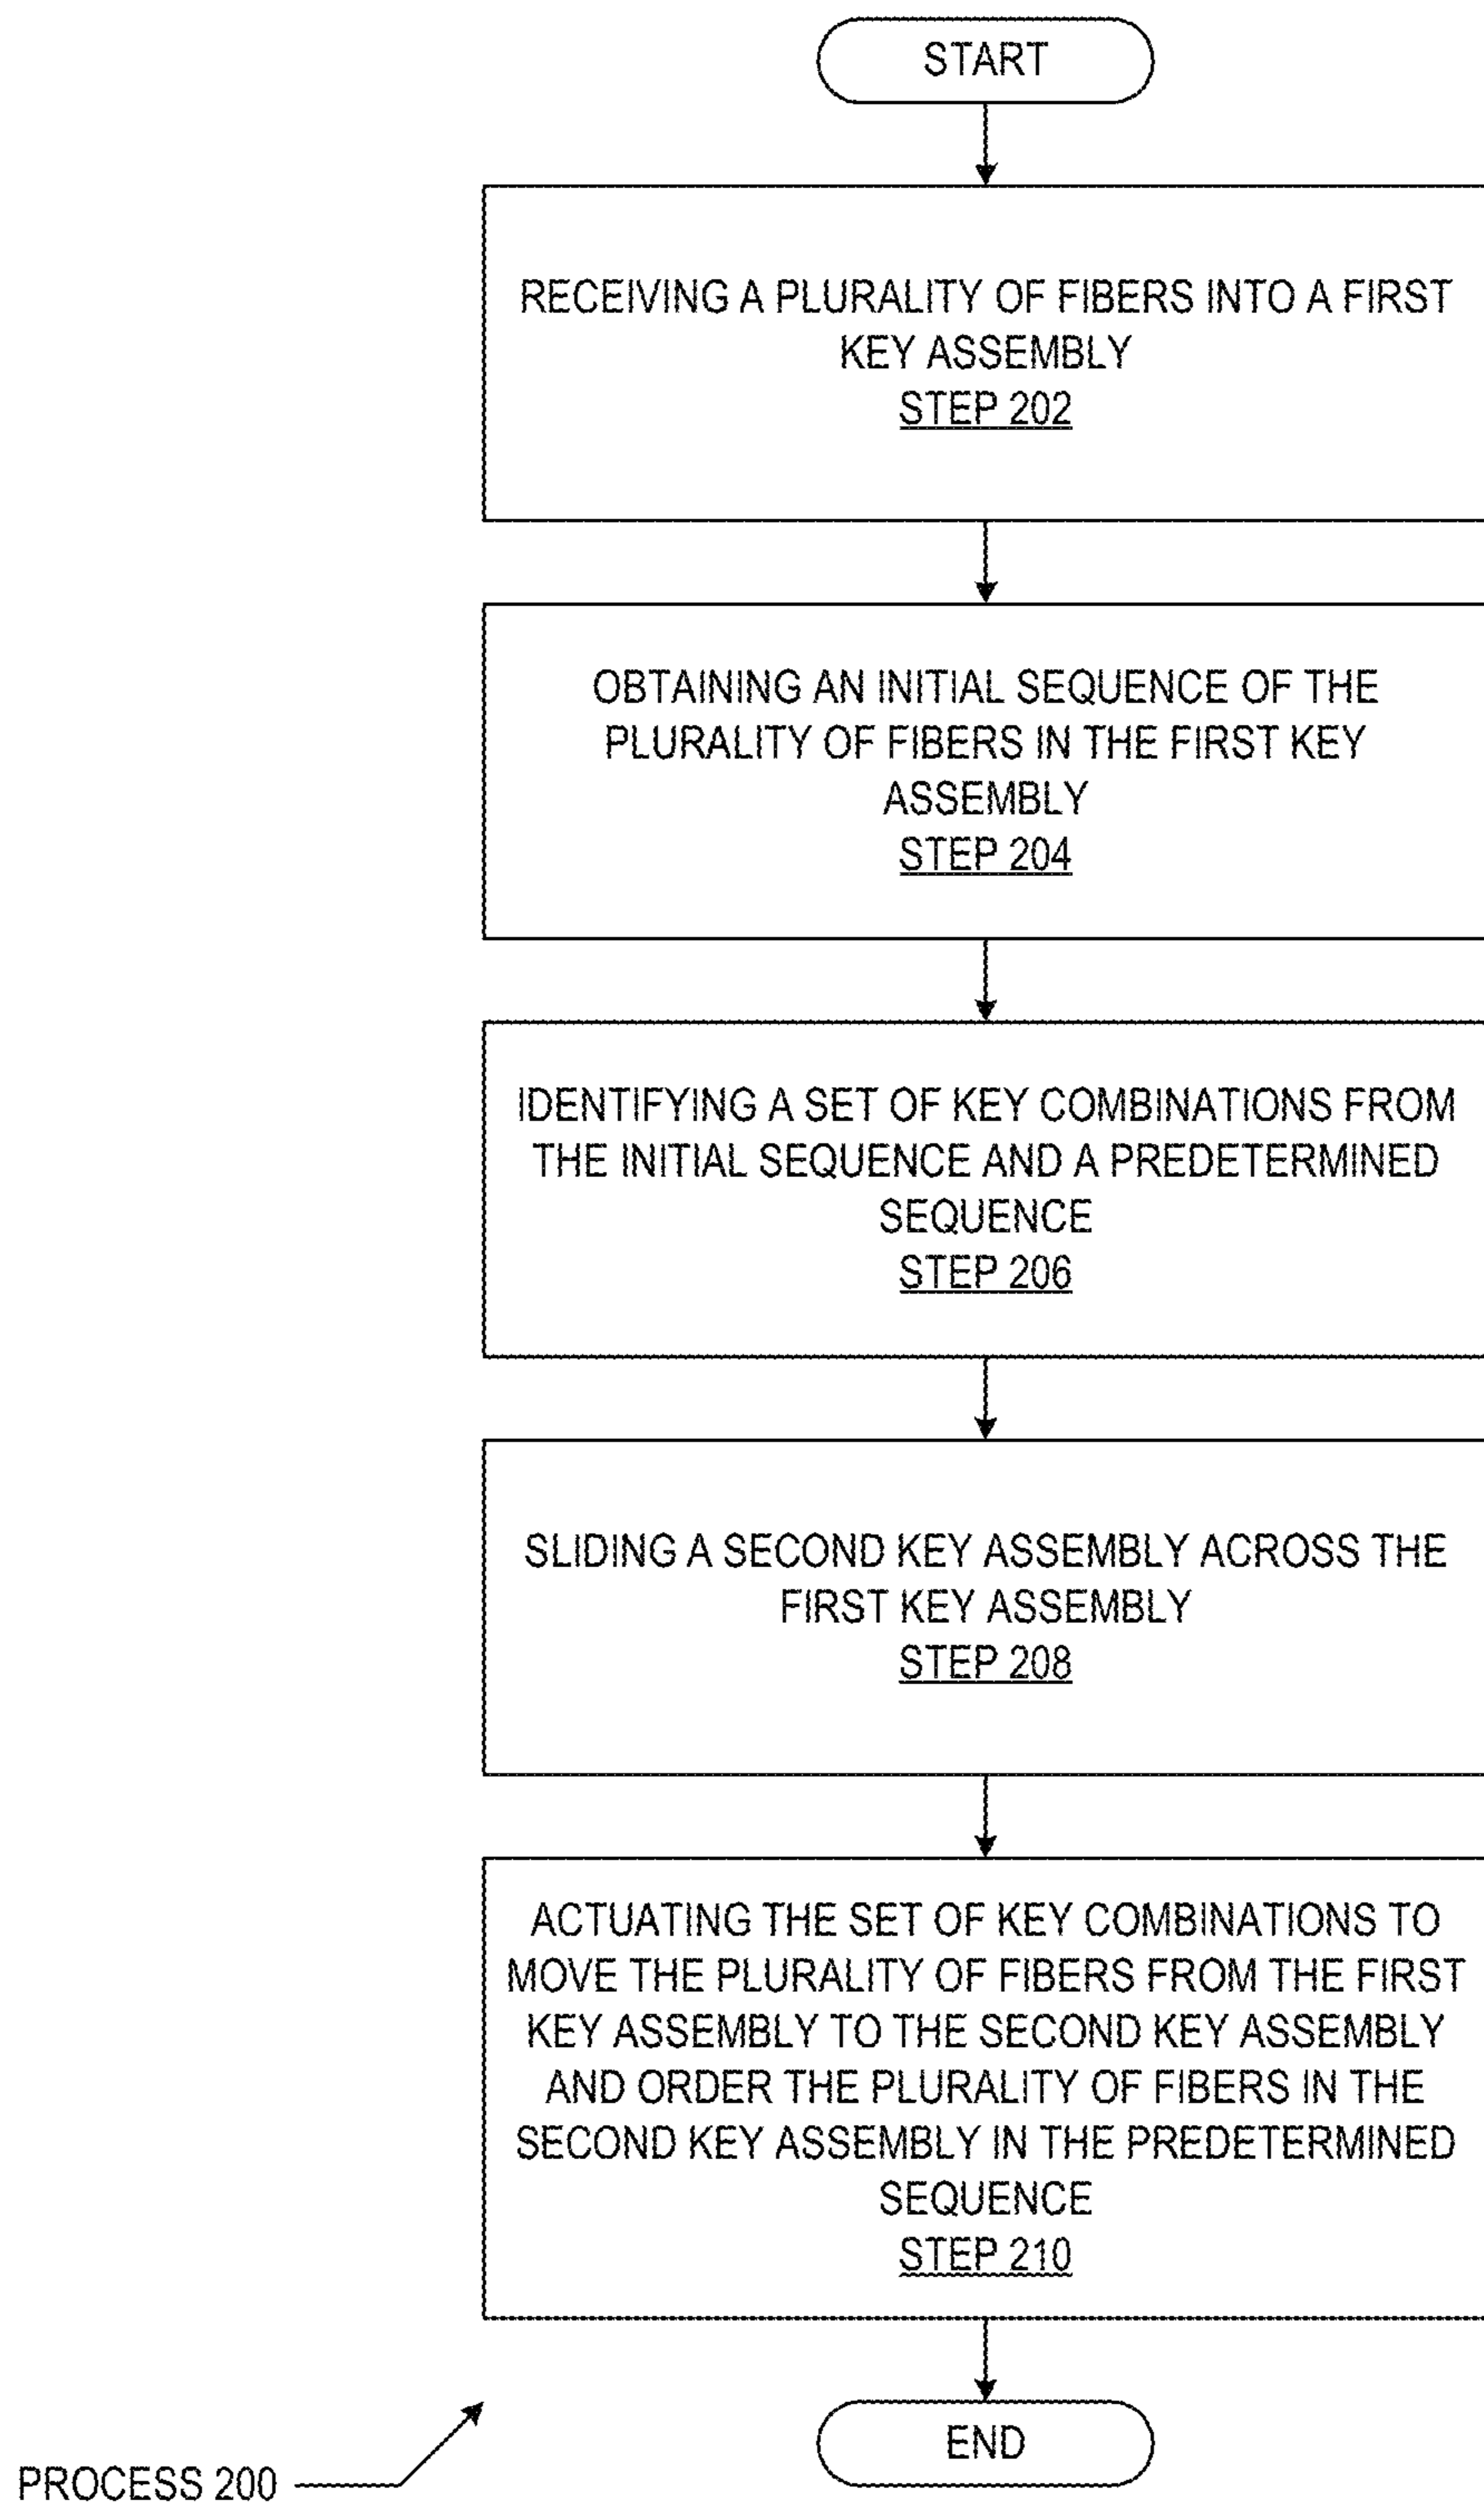 START
RECEIVING A PLURALITY OF FIBERS INTO A FIRST
KEY ASSEMBLY
STEP 202
OBTAINING AN INITIAL SEQUENCE OF THE
PLURALITY OF FIBERS IN THE FIRST KEY
ASSEMBLY
STEP 204
IDENTIFYING A SET OF KEY COMBINATIONS FROM
THE INITIAL SEQUENCE AND A PREDETERMINED
SEQUENCE
STEP 206
SLIDING A SECOND KEY ASSEMBLY ACROSS THE
FIRST KEY ASSEMBLY
STEP 208
ACTUATING THE SET OF KEY COMBINATIONS TO
MOVE THE PLURALITY OF FIBERS FROM THE FIRST
KEY ASSEMBLY TO THE SECOND KEY ASSEMBLY
AND ORDER THE PLURALITY OF FIBERS IN THE
SECOND KEY ASSEMBLY IN THE PREDETERMINED
SEQUENCE
STEP 210
END
PROCESS 200